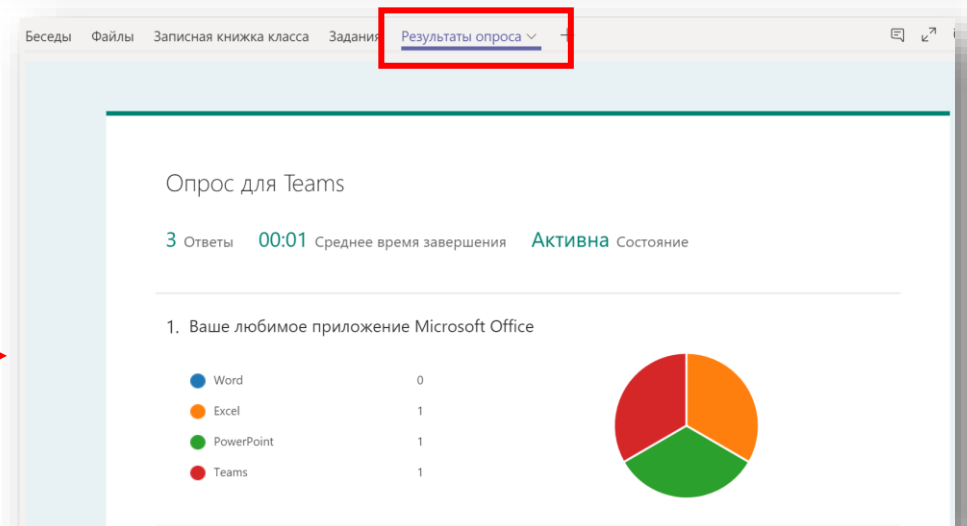 Беседы Файлы Записная книжка класса Задания Результаты опроса +
Опрос для Teams
3 Ответы 00:01 Среднее время завершения Активна Состояние
1. Ваше любимое приложение Microsoft Office
Word 0
Excel 1
PowerPoint 1
Teams 1